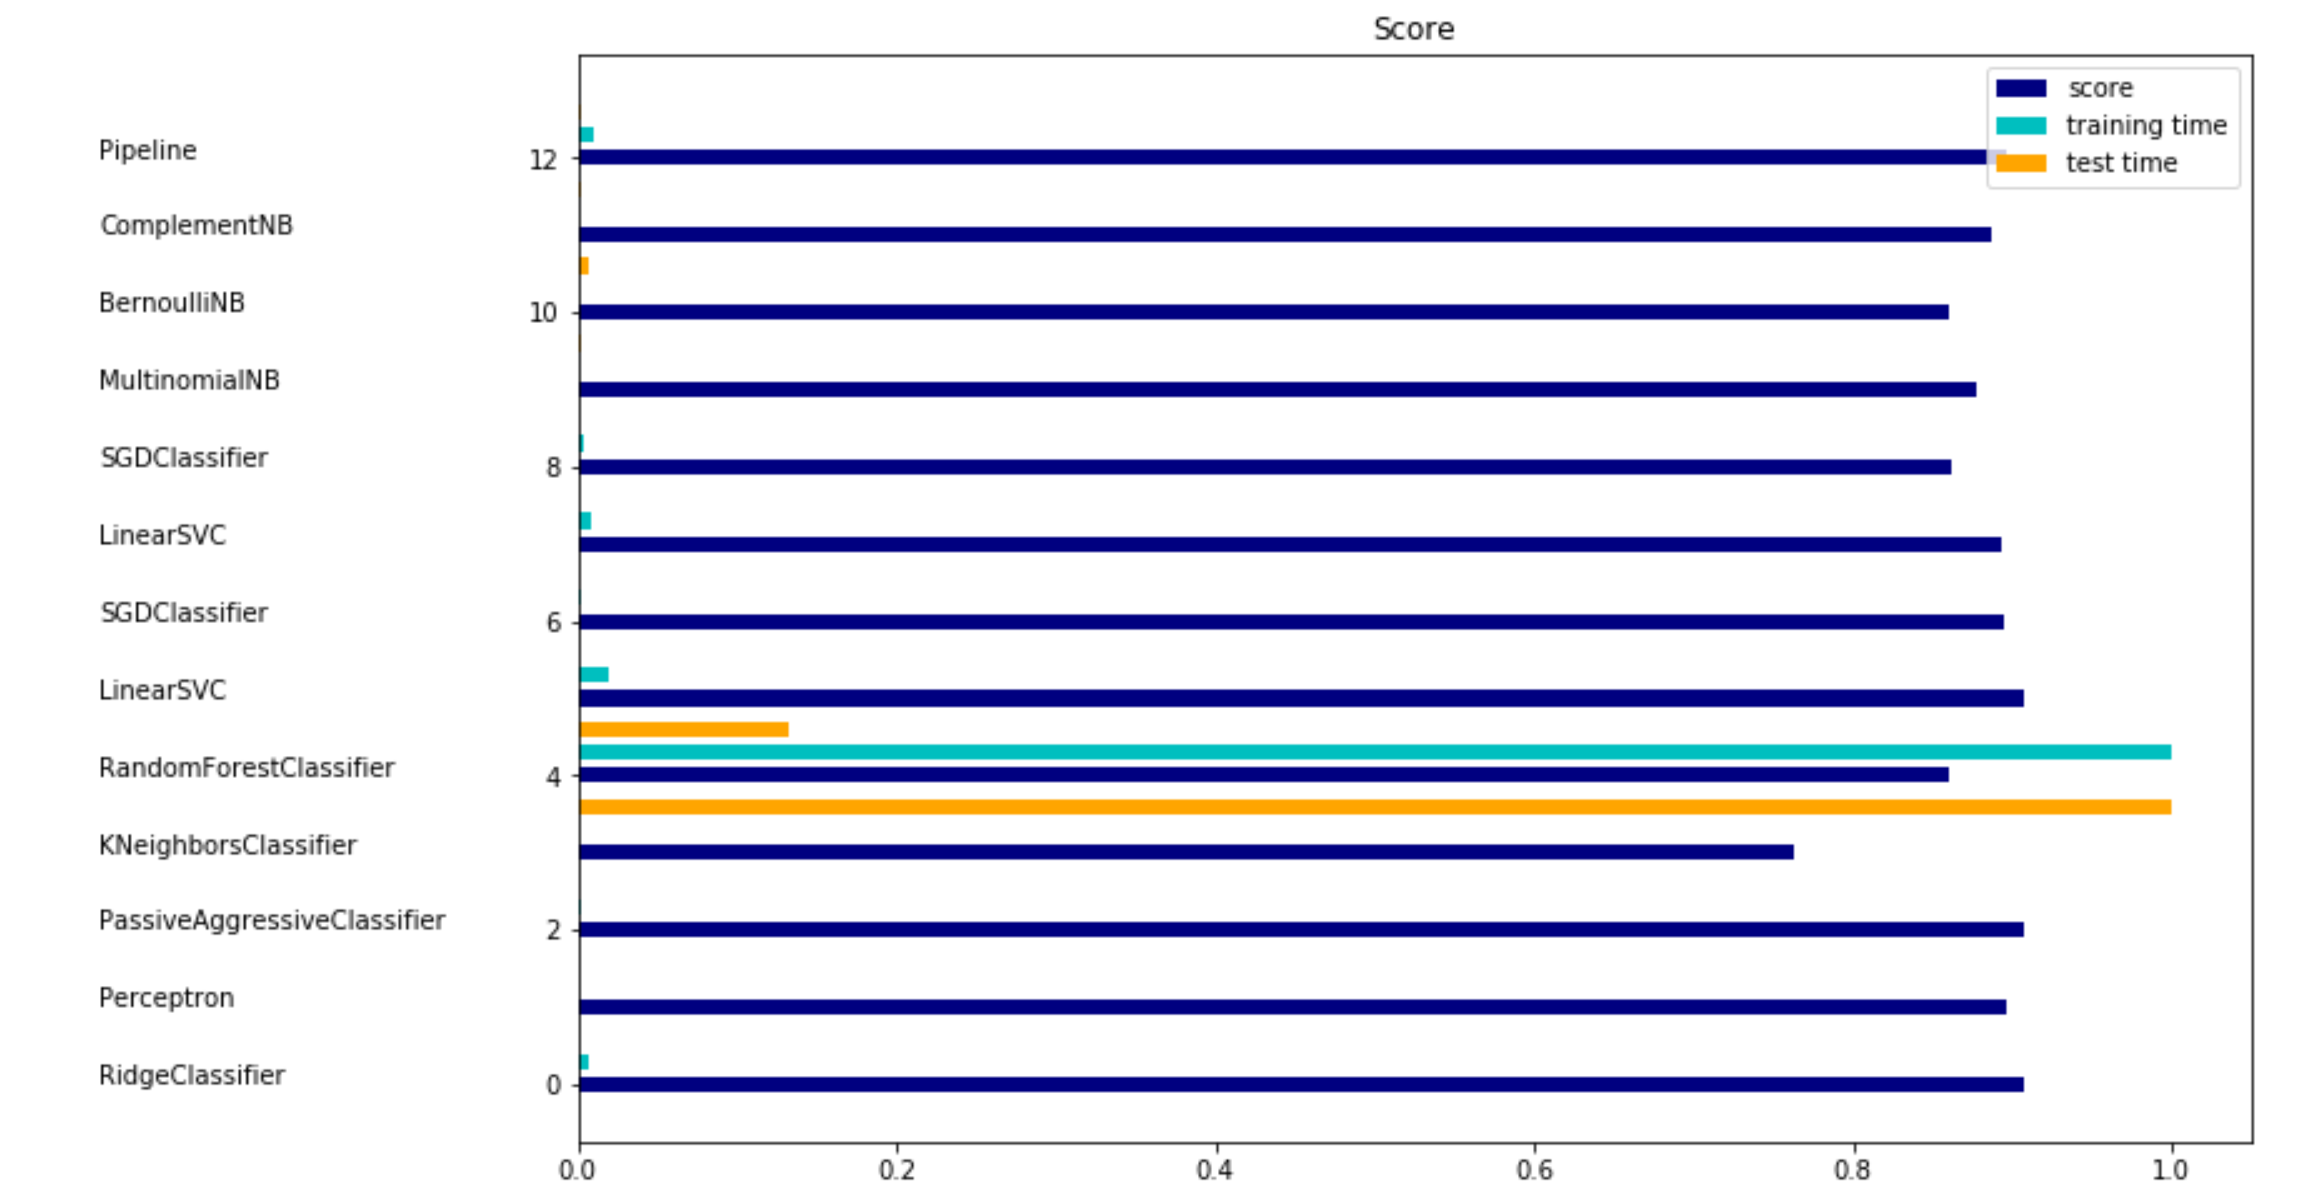 Score
score
training time
test time
Pipeline
12
ComplementNB
BernoulliNB
10
MultinomialNB
SGDClassifier
8
LinearSVC
SGDClassifier
6
LinearSVC
RandomForestClassifier
4
KNeighborsClassifier
PassiveAggressiveClassifier
2
Perceptron
RidgeClassifier
0
0.0 0.2 0.4 0.6 0.8 1.0